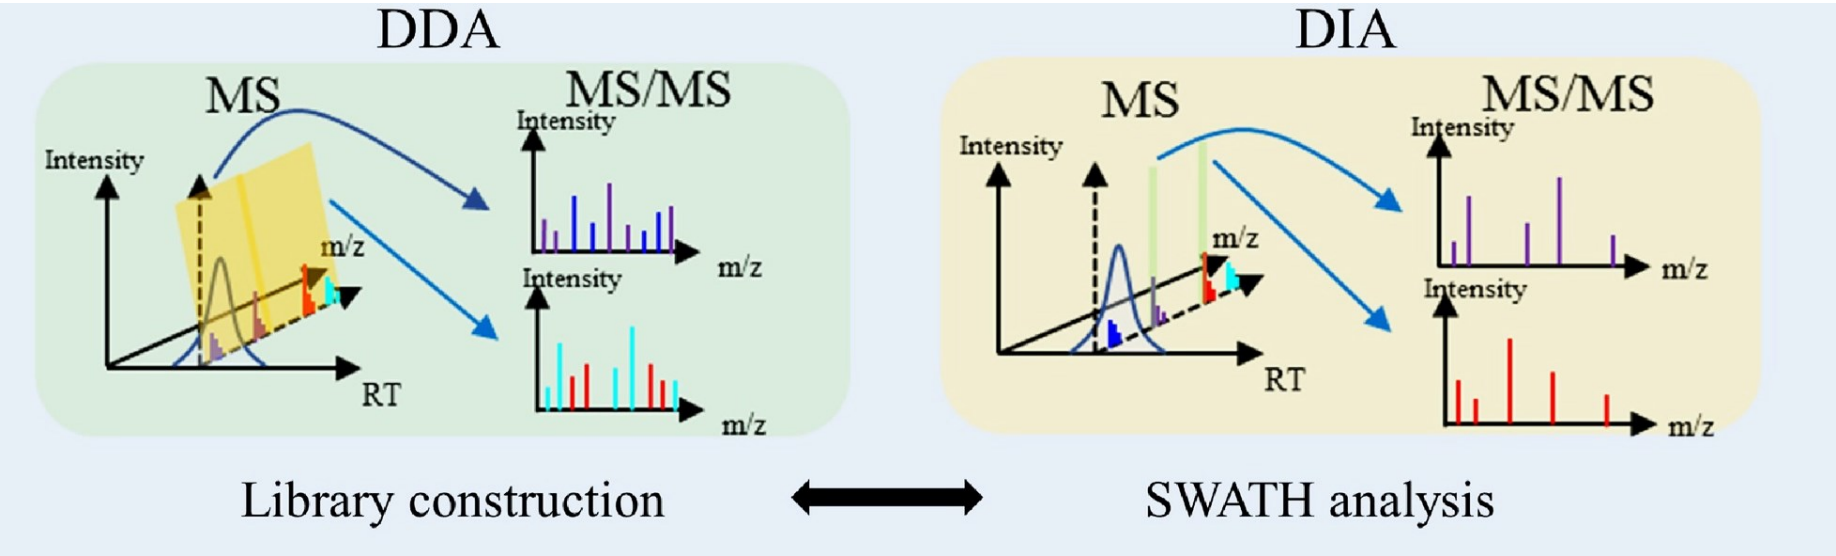 DDA
MS
MS/MS
Intensity
Intensity
m/z
m/z
Intensity
RT
m/z
Library construction
DIA
MS
MS/MS
Intensity
Intensity
m/z
m/z
Intensity
RT
m/z
SWATH analysis